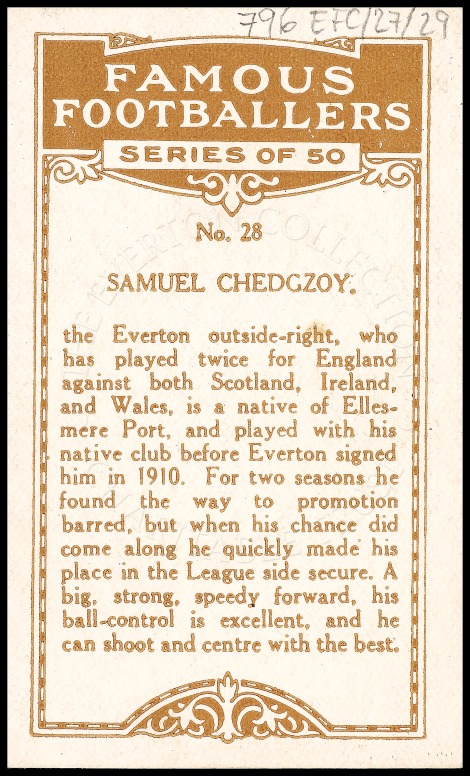 796 EFC/27/29
FAMOUS
FOOTBALLERS
SERIES OF 50
No. 28
SAMUEL CHEDGZOY.
the Everton outside-right, who
has played twice for England
against both Scotland, Ireland,
and Wales, is a native of Elles-
mere Port, and played with his
native club before Everton signed
him in 1910. For two seasons he
found the way to promotion
barred, but when his chance did
come along he quickly made his
place in the League side secure. A
big, strong, speedy forward, his
ball-control is excellent, and he
can shoot and centre with the best.